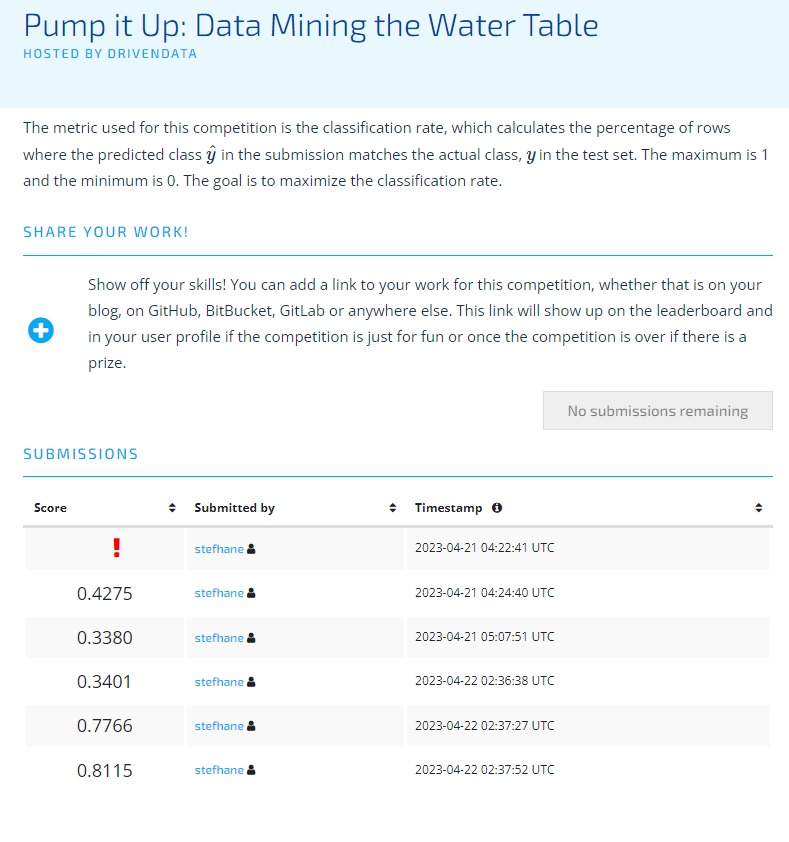 Pump it Up: Data Mining the Water Table
HOSTED BY DRIVENDATA
The metric used for this competition is the classification rate, which calculates the percentage of rows
where the predicted class ŷ in the submission matches the actual class, y in the test set. The maximum is 1
and the minimum is 0. The goal is to maximize the classification rate.
SHARE YOUR WORK!
Show off your skills! You can add a link to your work for this competition, whether that is on your
blog, on GitHub, BitBucket, GitLab or anywhere else. This link will show up on the leaderboard and
in your user profile if the competition is just for fun or once the competition is over if there is a
prize.
No submissions remaining
SUBMISSIONS
Score Submitted by Timestamp
! stefhane 2023-04-21 04:22:41 UTC
0.4275 stefhane 2023-04-21 04:24:40 UTC
0.3380 stefhane 2023-04-21 05:07:51 UTC
0.3401 stefhane 2023-04-22 02:36:38 UTC
0.7766 stefhane 2023-04-22 02:37:27 UTC
0.8115 stefhane 2023-04-22 02:37:52 UTC